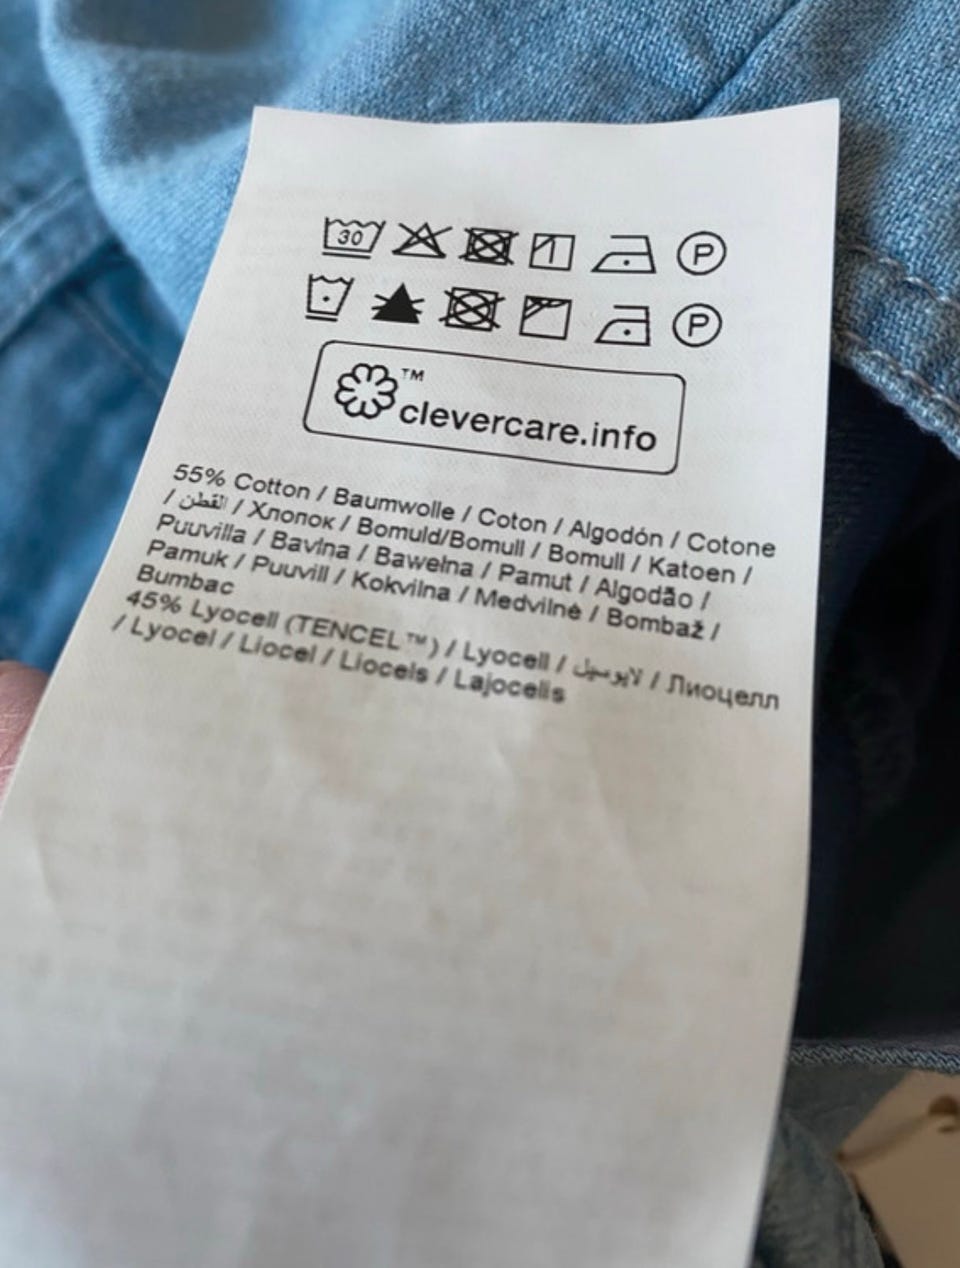 30
P
P
™
clevercare.info
55% Cotton / Baumwolle / Coton / Algodón / Cotone
/ القطن / Хлопок / Bomuld/Bomull / Bomull / Katoen /
Puuvilla / Bavlna / Bawełna / Pamut / Algodão /
Pamuk / Puuvill / Kokvilna / Medvilnė / Bombaž /
Bumbac
45% Lyocell (TENCEL™) / Lyocell / لايوسيل / Лиоцелл
/ Lyocel / Liocel / Liocels / Lajocelis